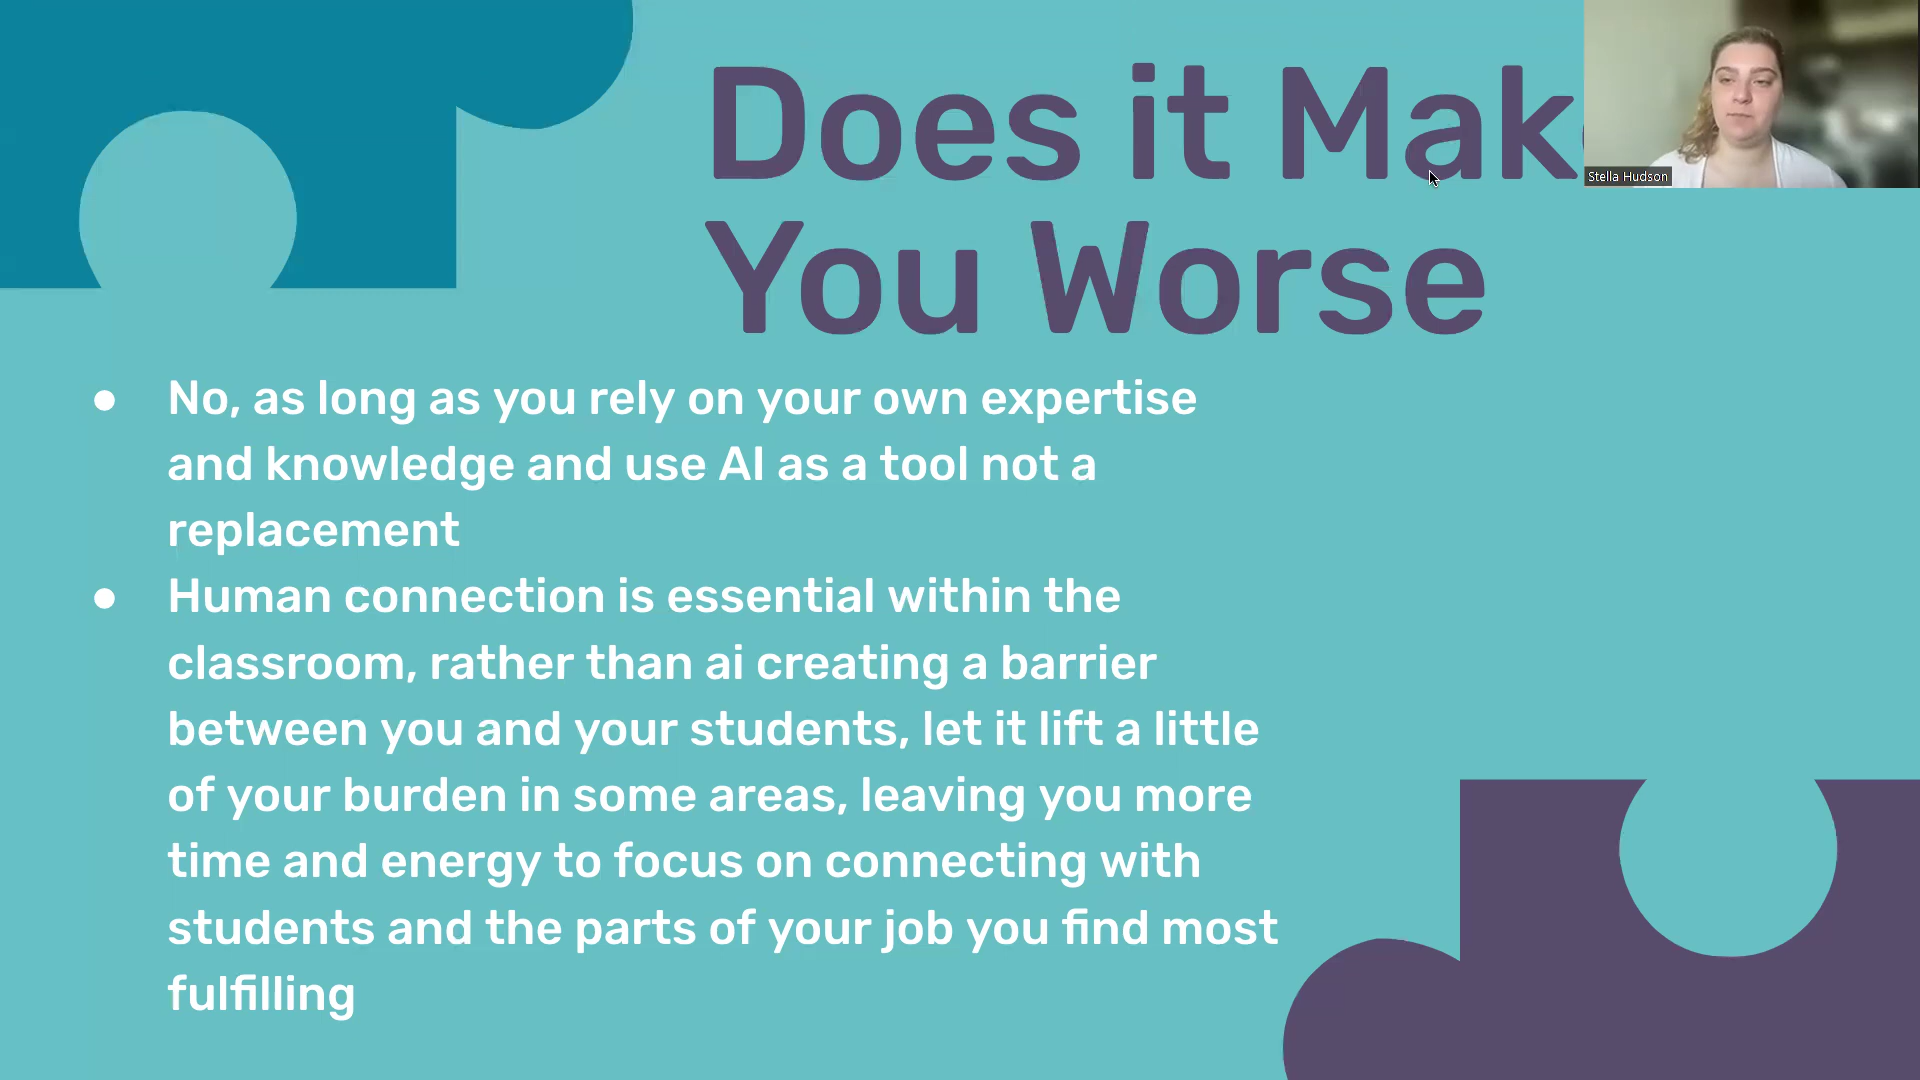 Does it Make
You Worse
Stella Hudson
No, as long as you rely on your own expertise
and knowledge and use AI as a tool not a
replacement
Human connection is essential within the
classroom, rather than ai creating a barrier
between you and your students, let it lift a little
of your burden in some areas, leaving you more
time and energy to focus on connecting with
students and the parts of your job you find most
fulfilling